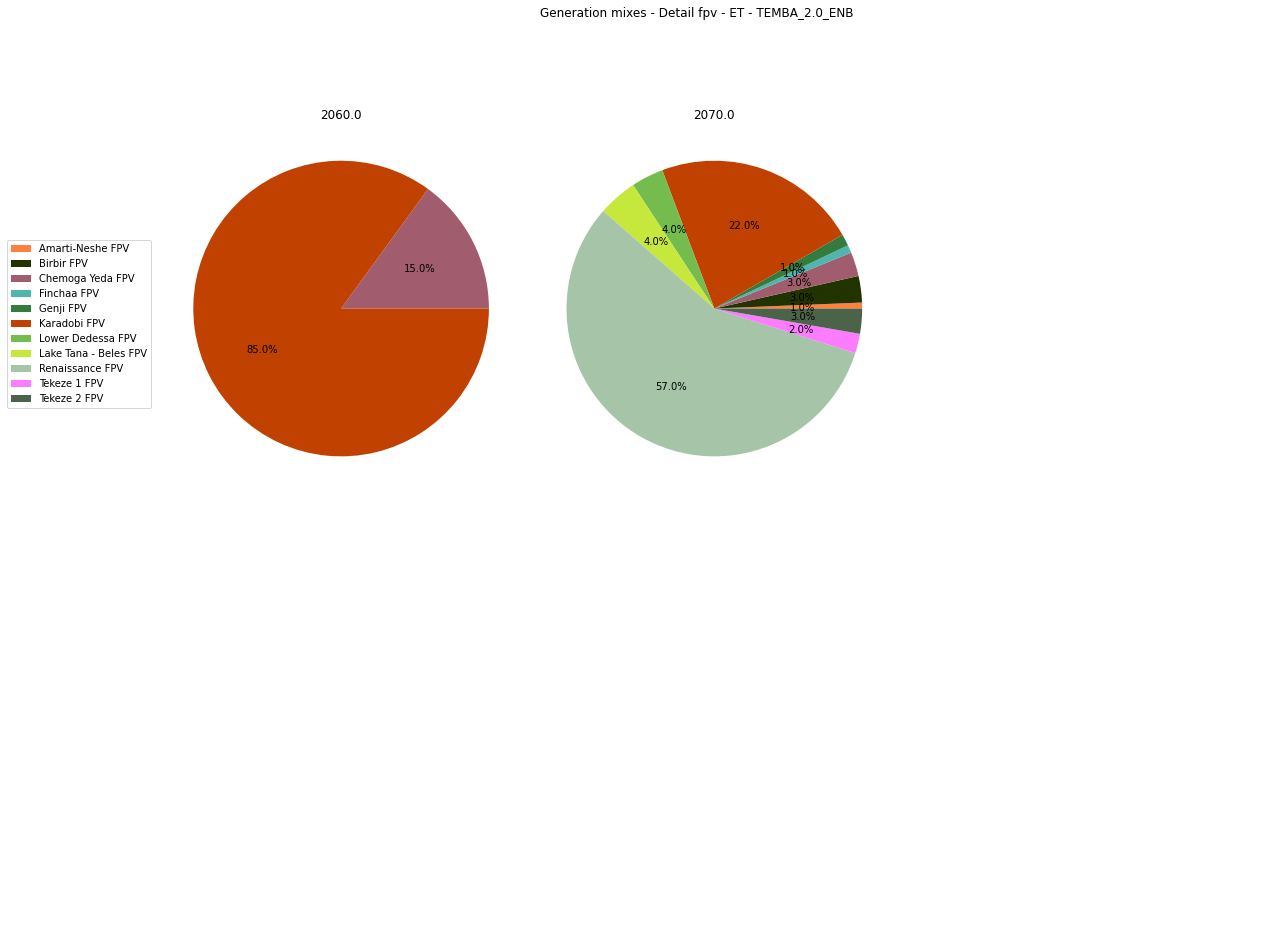 Generation mixes - Detail fpv - ET - TEMBA_2.0_ENB
2060.0
2070.0
Amarti-Neshe FPV
Birbir FPV
Chemoga Yeda FPV
Finchaa FPV
Genji FPV
Karadobi FPV
Lower Dedessa FPV
Lake Tana - Beles FPV
Renaissance FPV
Tekeze 1 FPV
Tekeze 2 FPV
15.0%
85.0%
22.0%
4.0%
4.0%
1.0%
1.0%
3.0%
3.0%
1.0%
3.0%
2.0%
57.0%